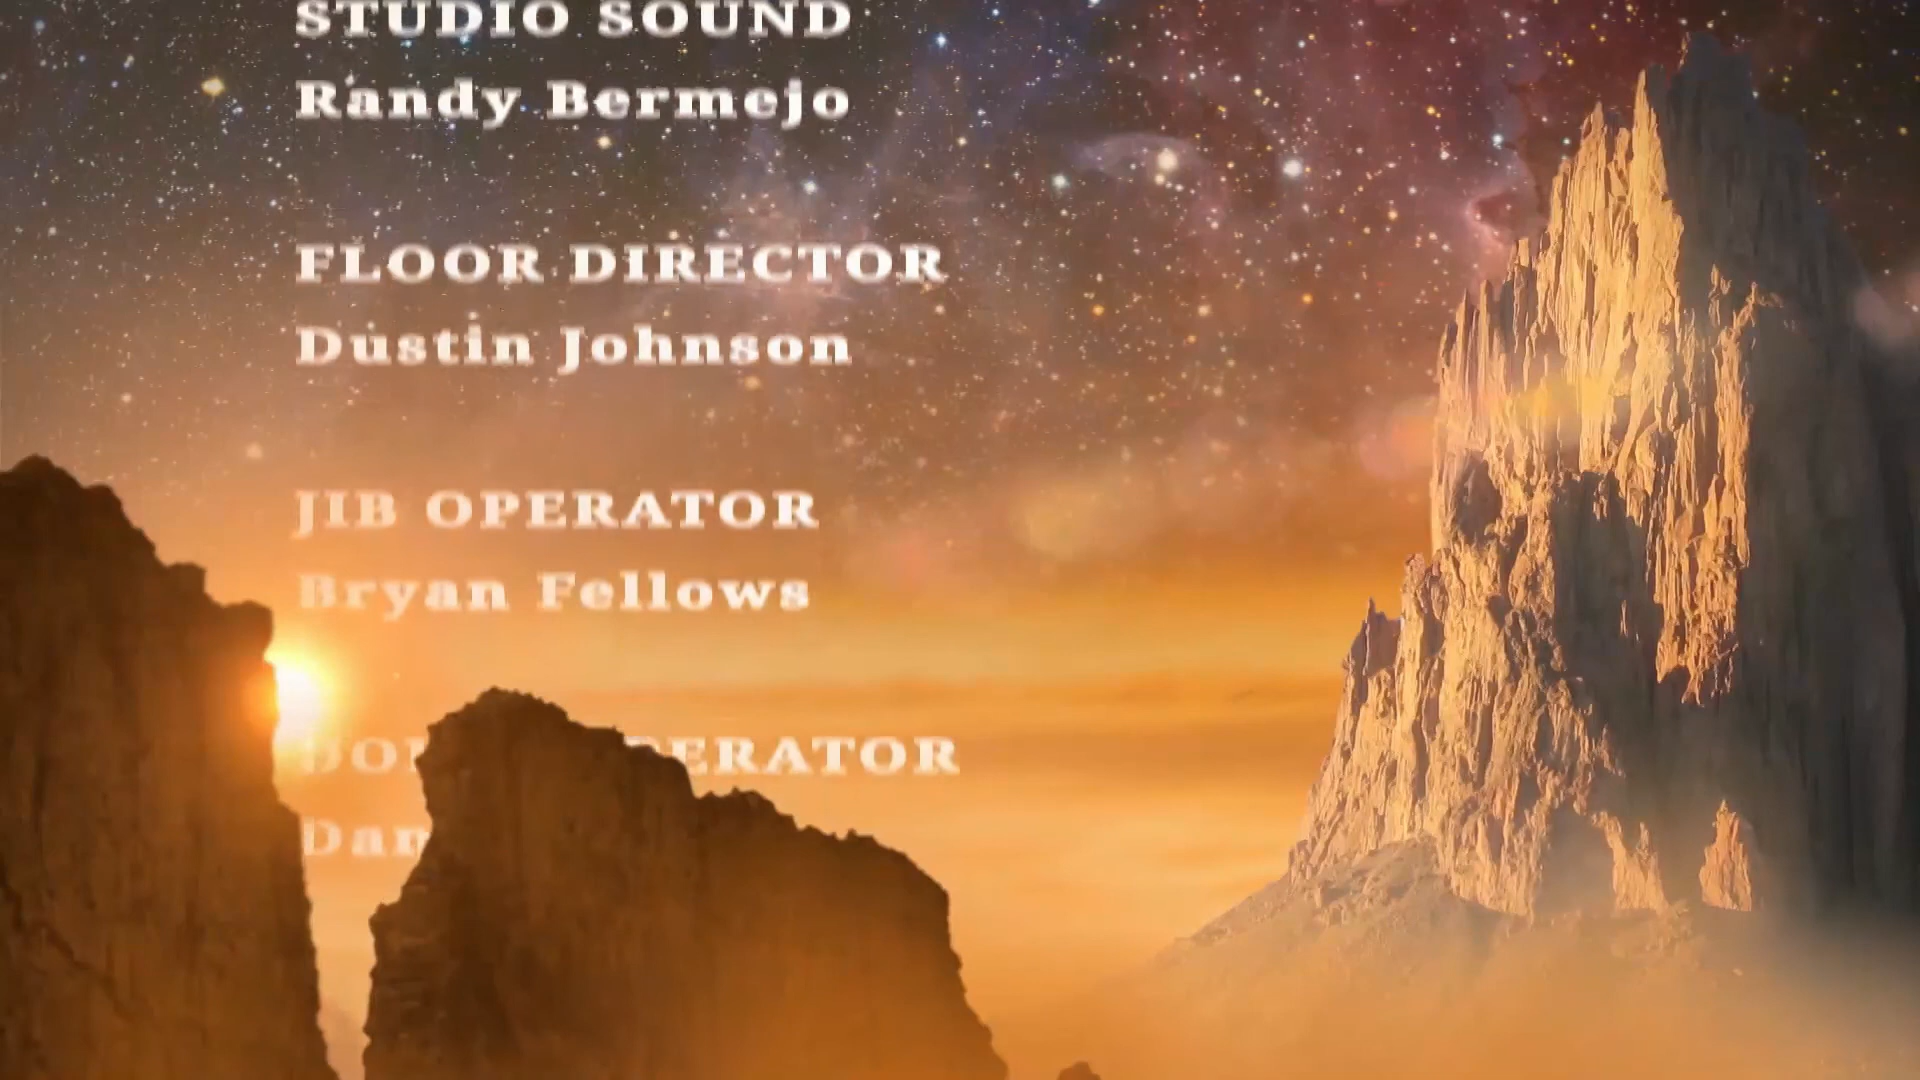 STUDIO SOUND
Randy Bermejo
FLOOR DIRECTOR
Dustin Johnson
JIB OPERATOR
Bryan Fellows